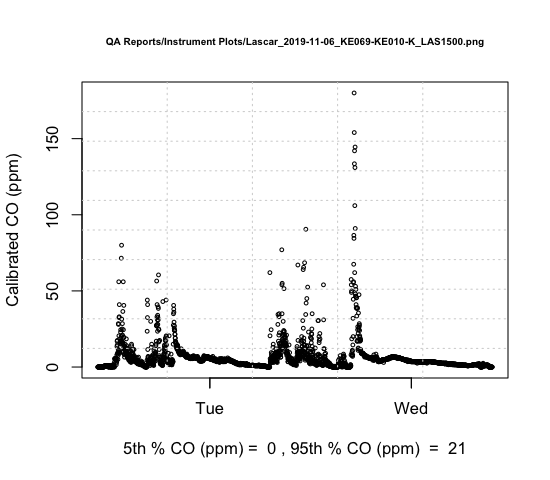 QA Reports/Instrument Plots/Lascar_2019-11-06_KE069-KE010-K_LAS1500.png
Calibrated CO (ppm)
150
100
50
0
Tue Wed
5th % CO (ppm) = 0 , 95th % CO (ppm) = 21